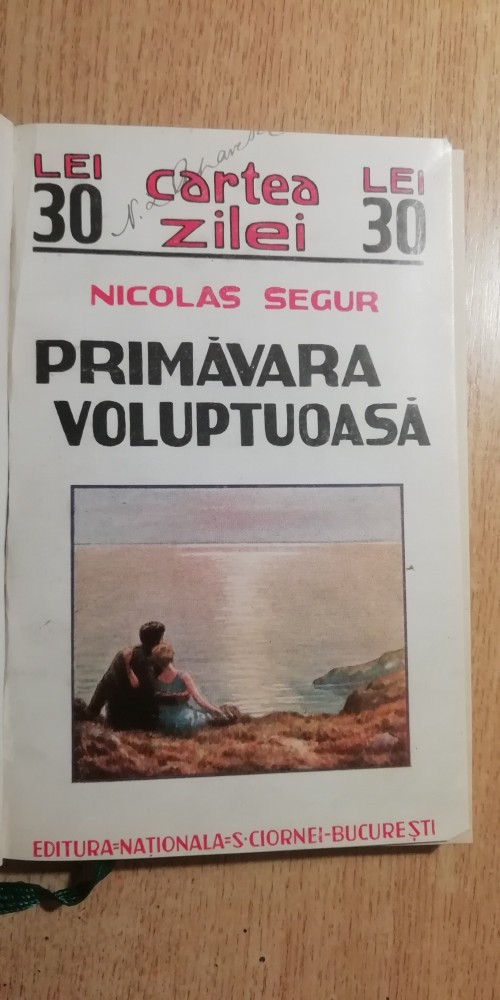 LEI cartea LEI
30 zilei 30
NICOLAS SEGUR
PRIMĂVARA
VOLUPTUOASĂ
EDITURA=NAȚIONALA=S·CIORNEI-BUCUREȘTI